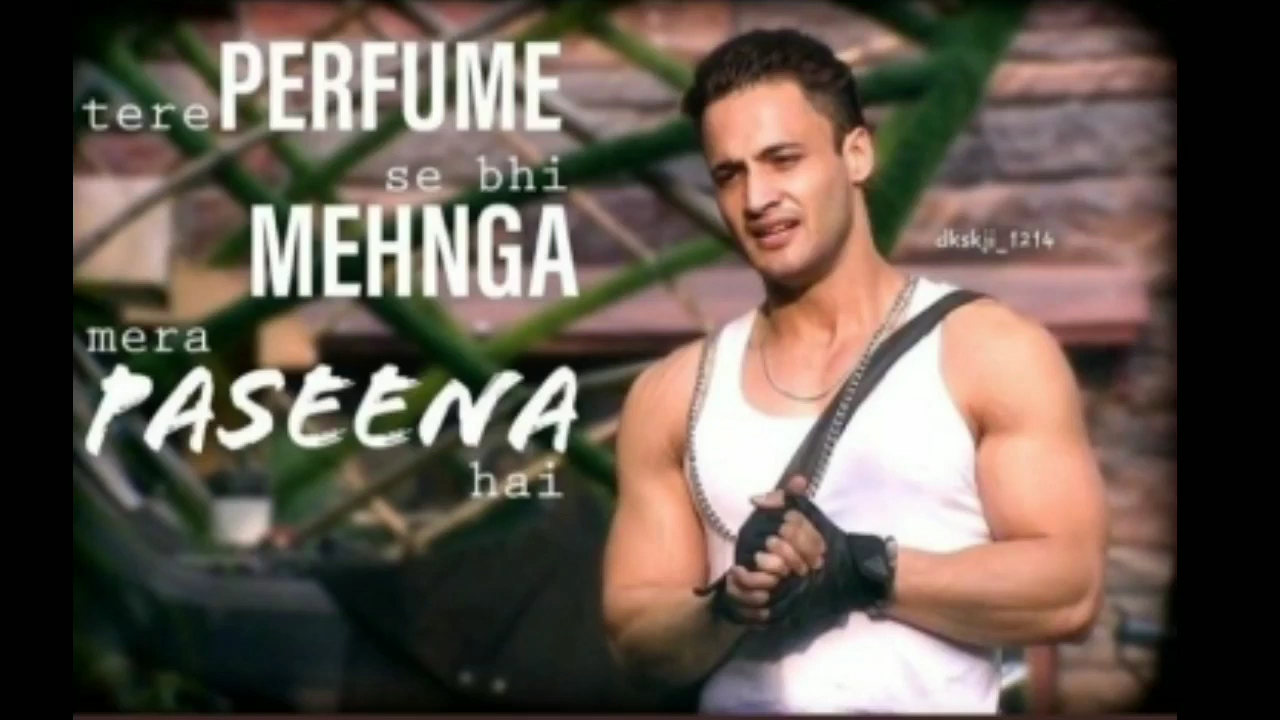 tere PERFUME
se bhi
MEHNGA
mera
PASEENA
hai
dkskji_1214